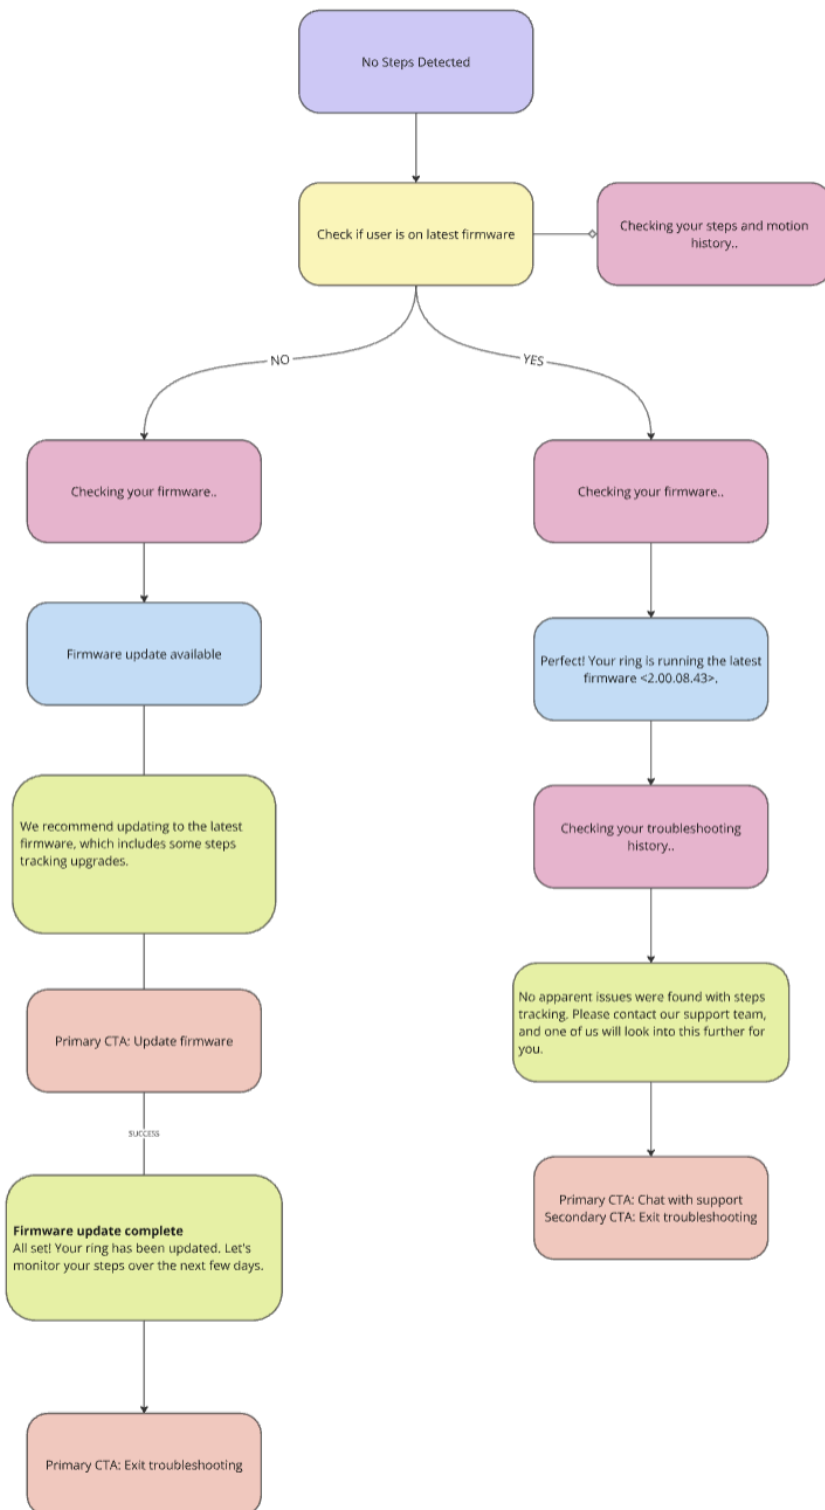 No Steps Detected
Check if user is on latest firmware
Checking your steps and motion
history..
NO
YES
Checking your firmware..
Checking your firmware..
Firmware update available
Perfect! Your ring is running the latest
firmware <2.00.08.43>.
We recommend updating to the latest
firmware, which includes some steps
tracking upgrades.
Checking your troubleshooting
history..
Primary CTA: Update firmware
No apparent issues were found with steps
tracking. Please contact our support team,
and one of us will look into this further for
you.
SUCCESS
Firmware update complete
All set! Your ring has been updated. Let's
monitor your steps over the next few days.
Primary CTA: Chat with support
Secondary CTA: Exit troubleshooting
Primary CTA: Exit troubleshooting